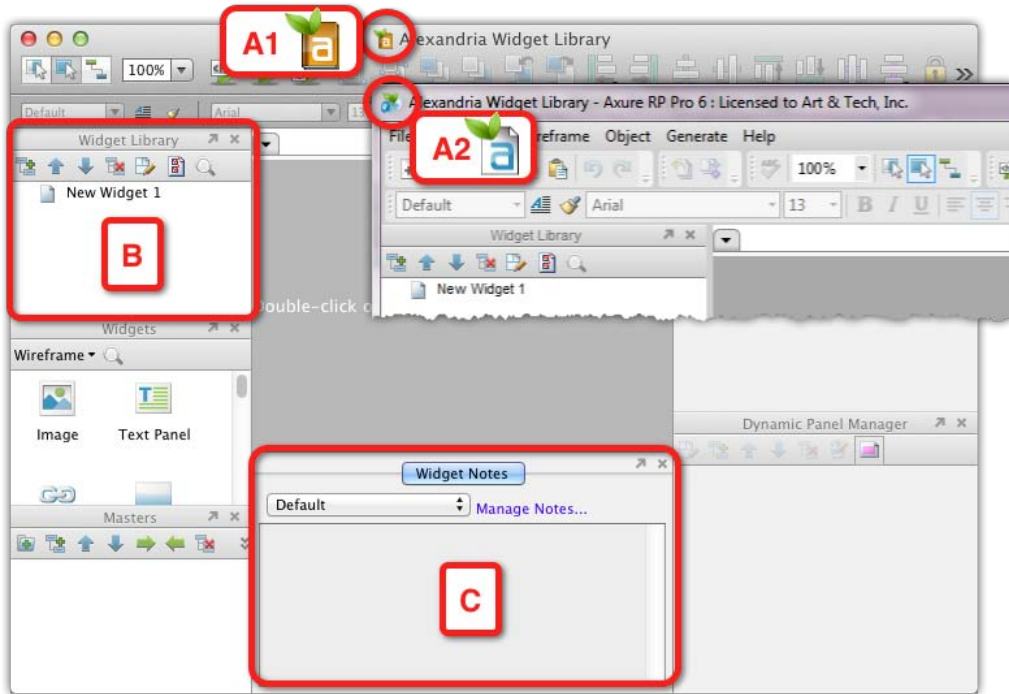 A1
a
Alexandria Widget Library
100%
Default
Arial
13
Alexandria Widget Library - Axure RP Pro 6 : Licensed to Art & Tech, Inc.
A2
a
Object Generate Help
100%
Default
Arial
13
B I U
Widget Library
New Widget 1
Widget Library
New Widget 1
B
Double-click
Widgets
Wireframe
Image
Text Panel
Dynamic Panel Manager
Widget Notes
Default
Manage Notes...
Masters
C